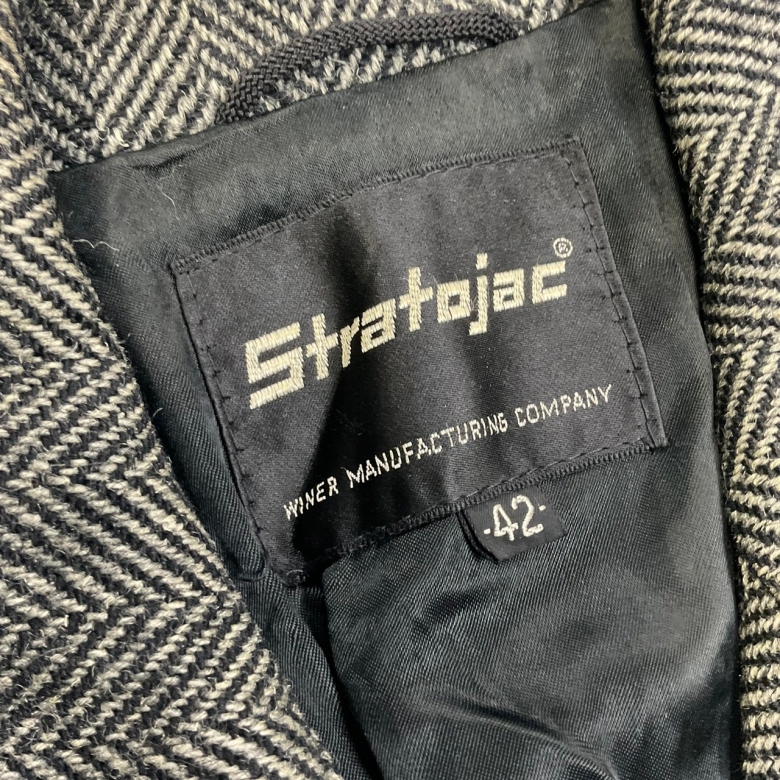 Stratojac®
WINER MANUFACTURING COMPANY
·42·